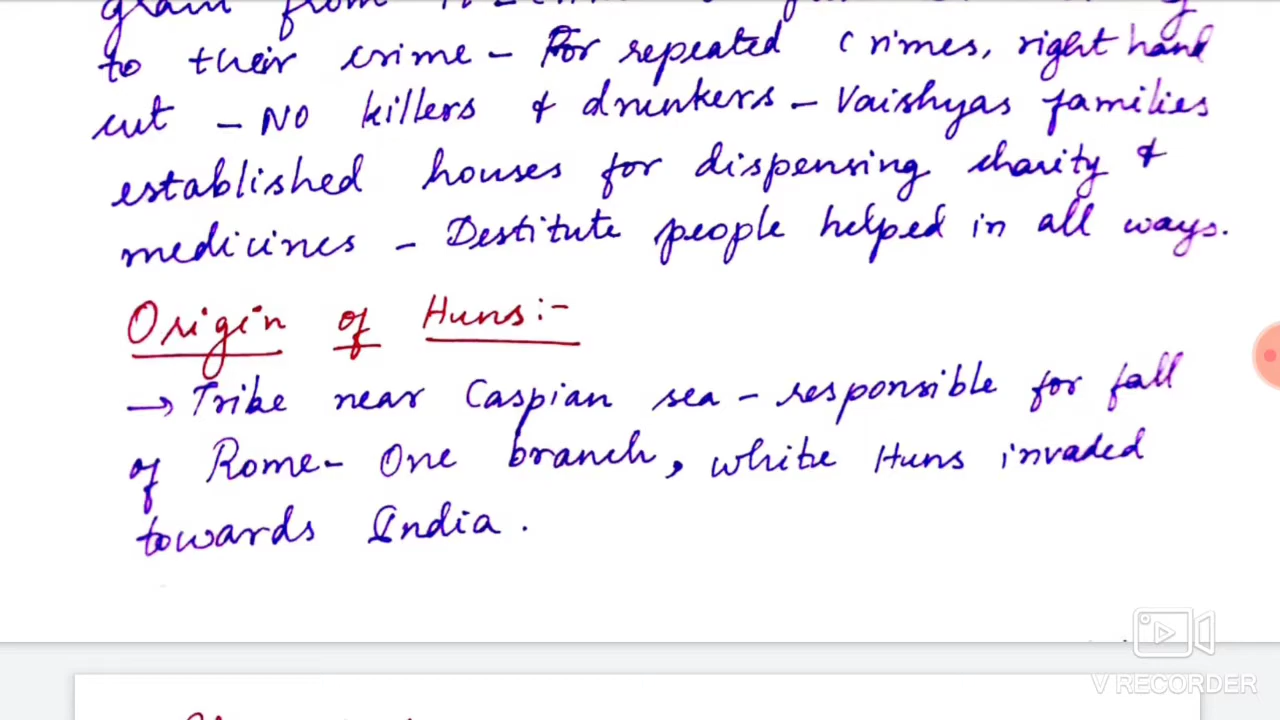 to their crime - For repeated crimes, right hand
cut - NO killers & drunkers - Vaishyas families
established houses for dispensing charity &
medicines - Destitute people helped in all ways.
Origin of Huns:-
→ Tribe near Caspian sea - responsible for fall
of Rome - One branch, white Huns invaded
towards India.
V RECORDER